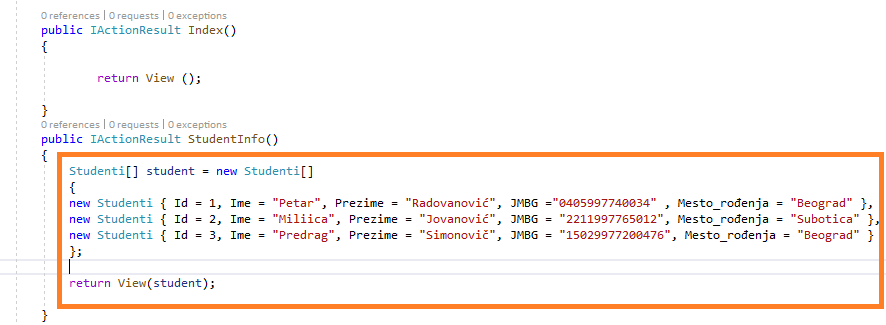 0 references | 0 requests | 0 exceptions
public IActionResult Index()
{
return View ();
}
0 references | 0 requests | 0 exceptions
public IActionResult StudentInfo()
{
Studenti[] student = new Studenti[]
{
new Studenti { Id = 1, Ime = "Petar", Prezime = "Radovanović", JMBG ="0405997740034" , Mesto_rođenja = "Beograd" },
new Studenti { Id = 2, Ime = "Miliica", Prezime = "Jovanović", JMBG = "2211997765012", Mesto_rođenja = "Subotica" },
new Studenti { Id = 3, Ime = "Predrag", Prezime = "Simonovič", JMBG = "15029977200476", Mesto_rođenja = "Beograd" }
};
return View(student);
}